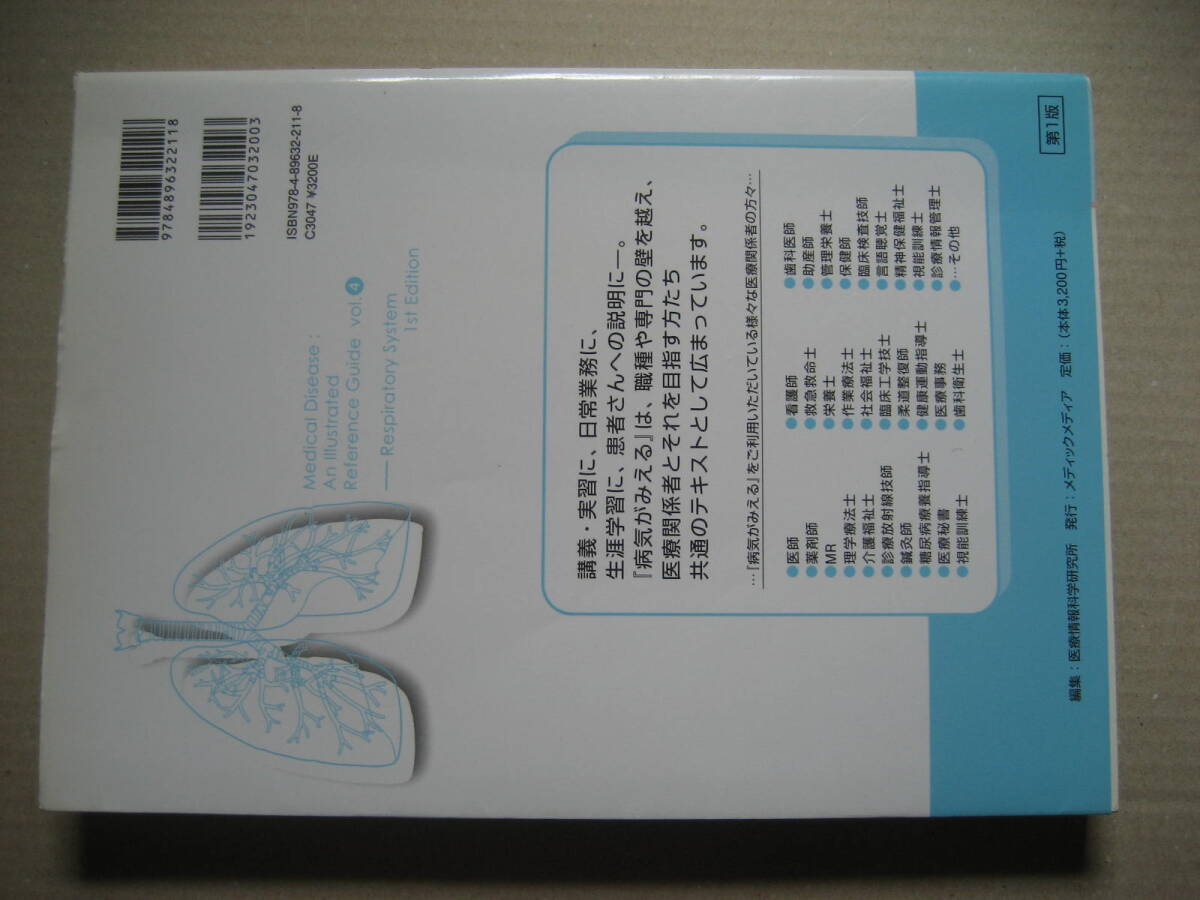 9784896322118
1923047032003
ISBN978-4-89632-211-8
C3047 ¥3200E
Medical Disease :
An Illustrated
Reference Guide vol.4
— Respiratory System
1st Edition
講義・実習に、日常業務に、
生涯学習に、患者さんへの説明に―。
『病気がみえる』は、職種や専門の壁を越え、
医療関係者とそれを目指す方たち
共通のテキストとして広まっています。
…『病気がみえる』をご利用いただいている様々な医療関係者の方々…
●医師
●薬剤師
●MR
●理学療法士
●介護福祉士
●診療放射線技師
●鍼灸師
●糖尿病療養指導士
●医療秘書
●視能訓練士
●看護師
●救急救命士
●栄養士
●作業療法士
●社会福祉士
●臨床工学技士
●柔道整復師
●健康運動指導士
●医療事務
●歯科衛生士
●歯科医師
●助産師
●管理栄養士
●保健師
●臨床検査技師
●言語聴覚士
●精神保健福祉士
●視能訓練士
●診療情報管理士
●…その他
第1版
編集：医療情報科学研究所 発行：メディックメディア 定価：(本体3,200円+税)